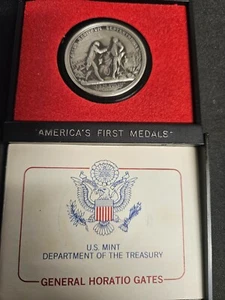 "AMERICA'S FIRST MEDALS"
U.S. MINT
DEPARTMENT OF THE TREASURY
GENERAL HORATIO GATES